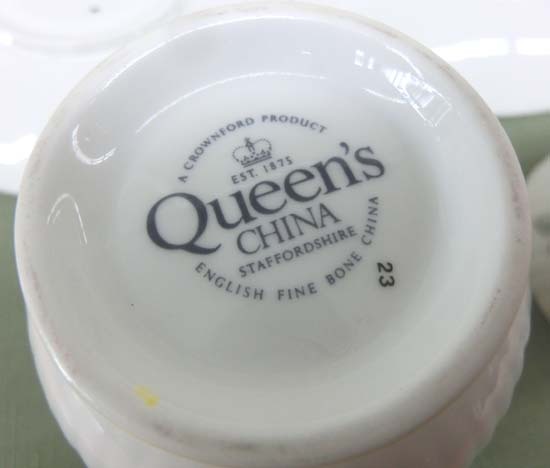 A CROWNFORD PRODUCT
EST. 1875
Queen's
CHINA
STAFFORDSHIRE
ENGLISH FINE BONE CHINA
23